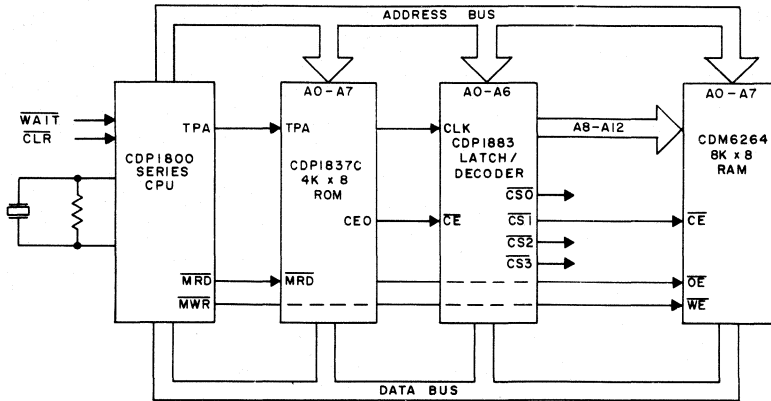 ADDRESS BUS
A0-A7
A0-A6
A0-A7
WAIT
CLR
TPA
TPA
CLK
A8-A12
CDP1800
SERIES
CPU
CDP1837C
4K x 8
ROM
CDP1883
LATCH/
DECODER
CDM6264
8K x 8
RAM
CS0
CEO
CE
CS1
CE
CS2
CS3
MRD
MRD
OE
MWR
WE
DATA BUS